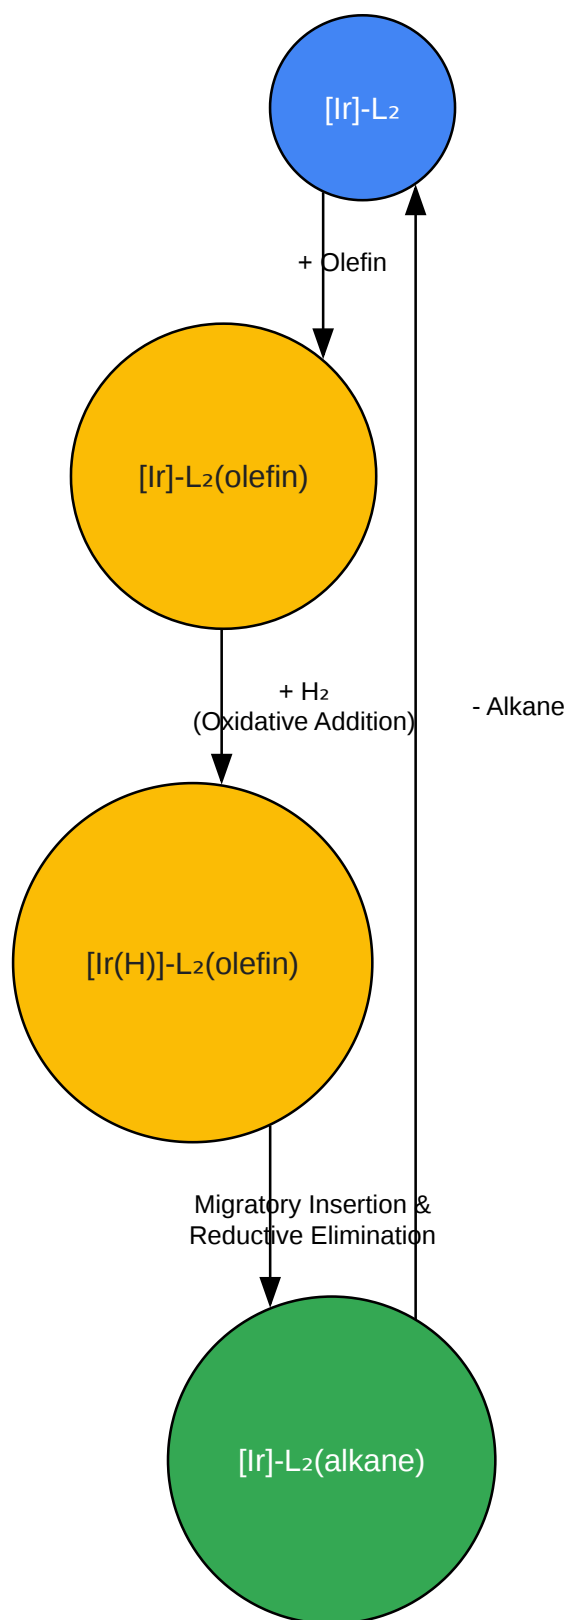 [Ir]-L₂
+ Olefin
[Ir]-L₂(olefin)
+ H₂
(Oxidative Addition)
- Alkane
[Ir(H)]-L₂(olefin)
Migratory Insertion &
Reductive Elimination
[Ir]-L₂(alkane)